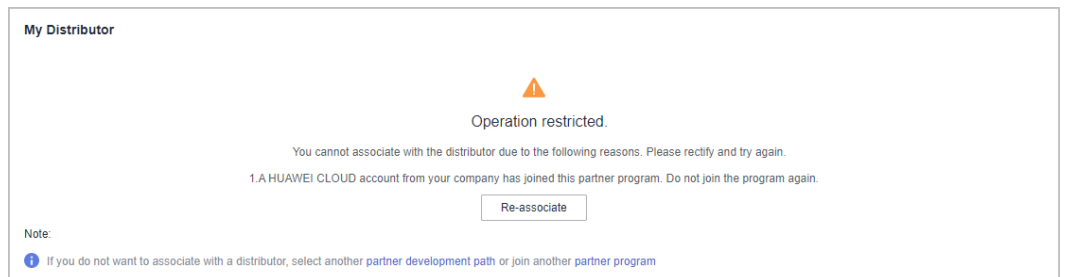 My Distributor
Operation restricted.
You cannot associate with the distributor due to the following reasons. Please rectify and try again.
1.A HUAWEI CLOUD account from your company has joined this partner program. Do not join the program again.
Re-associate
Note:
If you do not want to associate with a distributor, select another partner development path or join another partner program